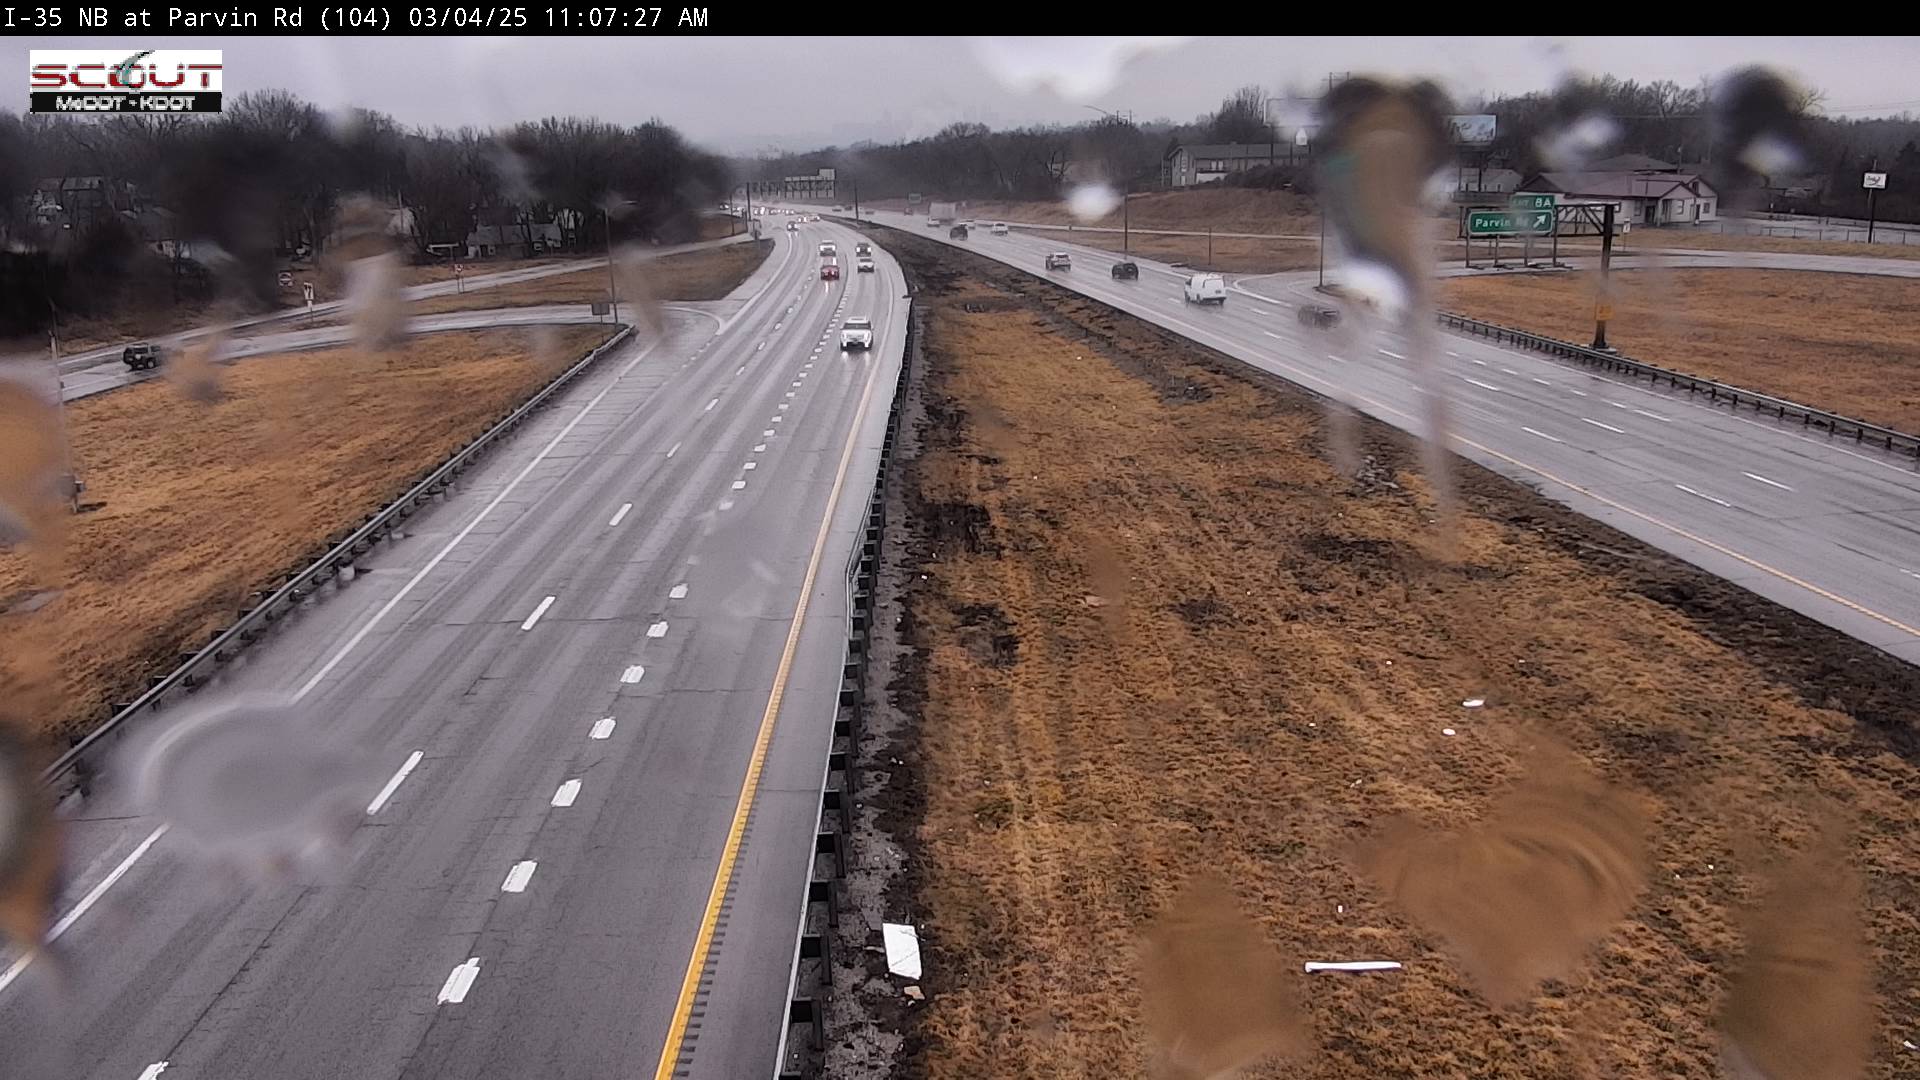 I-35 NB at Parvin Rd (104) 03/04/25 11:07:27 AM
SCOUT
MoDOT - KDOT
EXIT 8A
Parvin Rd